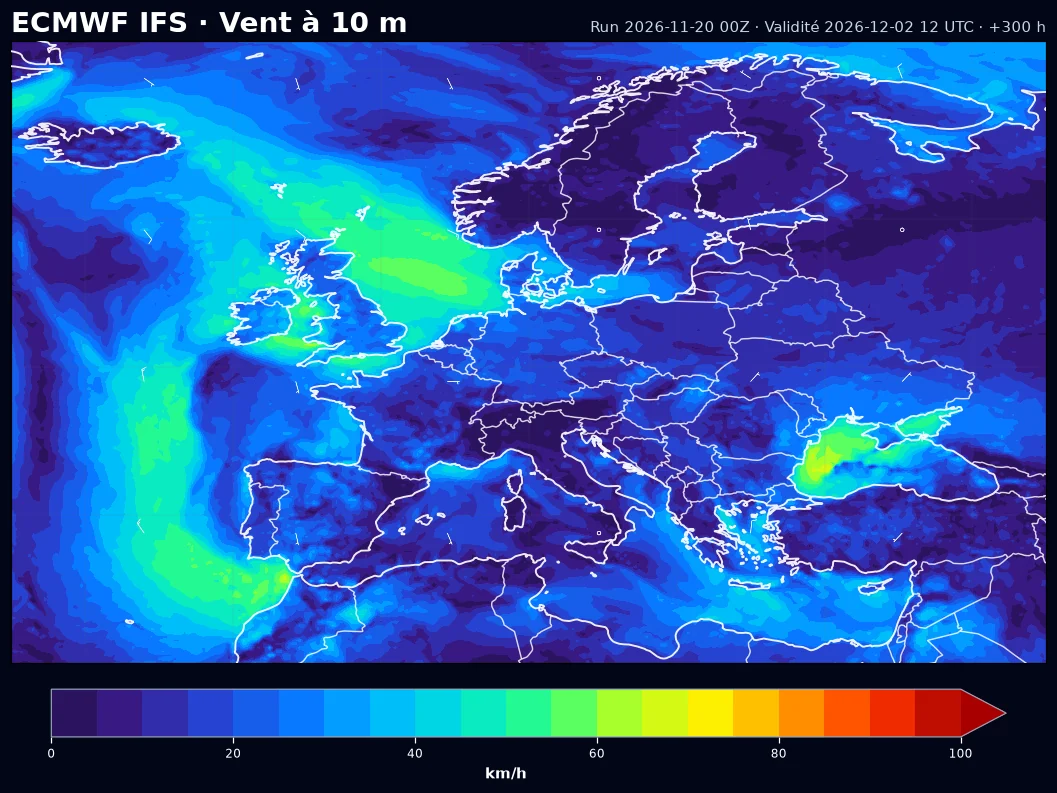 ECMWF IFS · Vent à 10 m
Run 2026-11-20 00Z · Validité 2026-12-02 12 UTC · +300 h
0 20 40 60 80 100
km/h